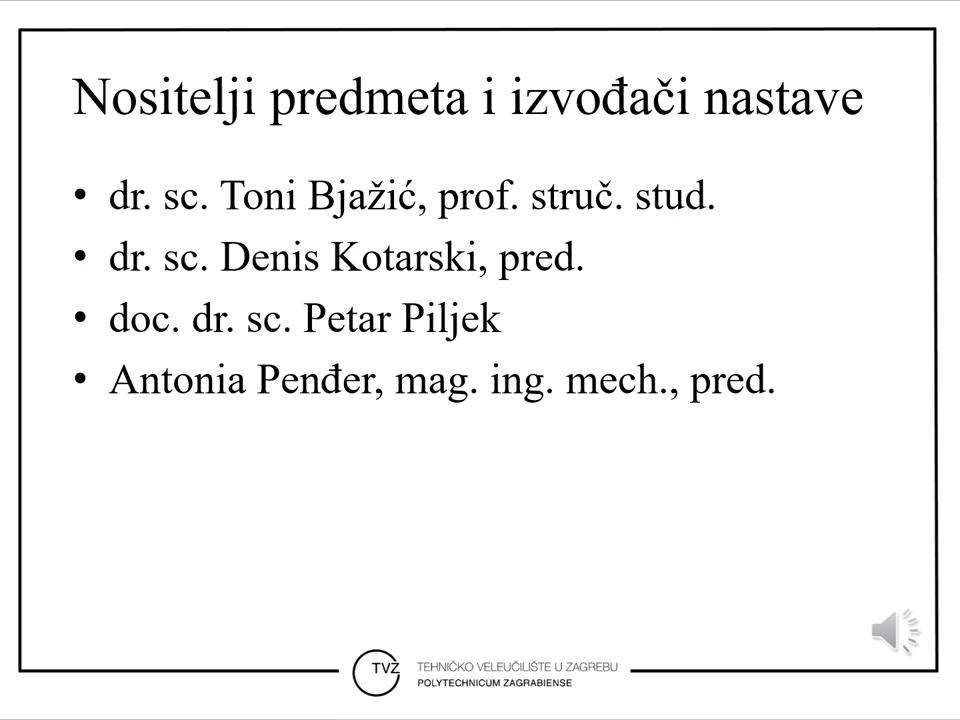 Nositelji predmeta i izvođači nastave
• dr. sc. Toni Bjažić, prof. struč. stud.
• dr. sc. Denis Kotarski, pred.
• doc. dr. sc. Petar Piljek
• Antonia Penđer, mag. ing. mech., pred.
TVZ
TEHNIČKO VELEUČILIŠTE U ZAGREBU
POLYTECHNICUM ZAGRABIENSE